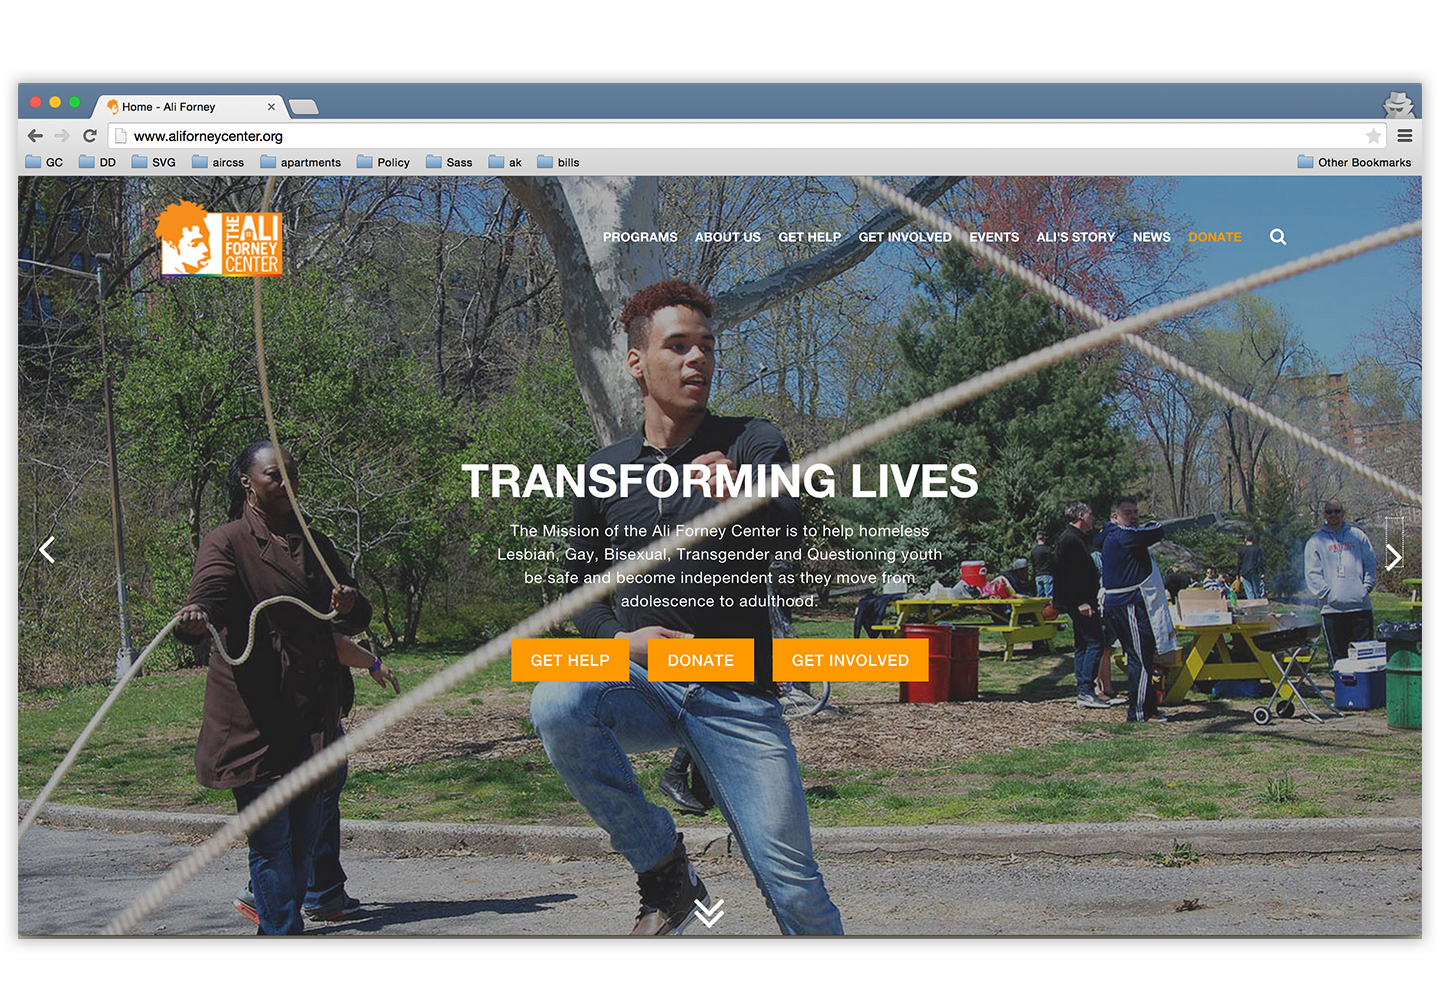 Home - Ali Forney
www.aliforneycenter.org
GC DD SVG aircss apartments Policy Sass ak bills Other Bookmarks
THE ALI
FORNEY
CENTER
PROGRAMS ABOUT US GET HELP GET INVOLVED EVENTS ALI'S STORY NEWS DONATE
TRANSFORMING LIVES
The Mission of the Ali Forney Center is to help homeless
Lesbian, Gay, Bisexual, Transgender and Questioning youth
be safe and become independent as they move from
adolescence to adulthood.
GET HELP DONATE GET INVOLVED